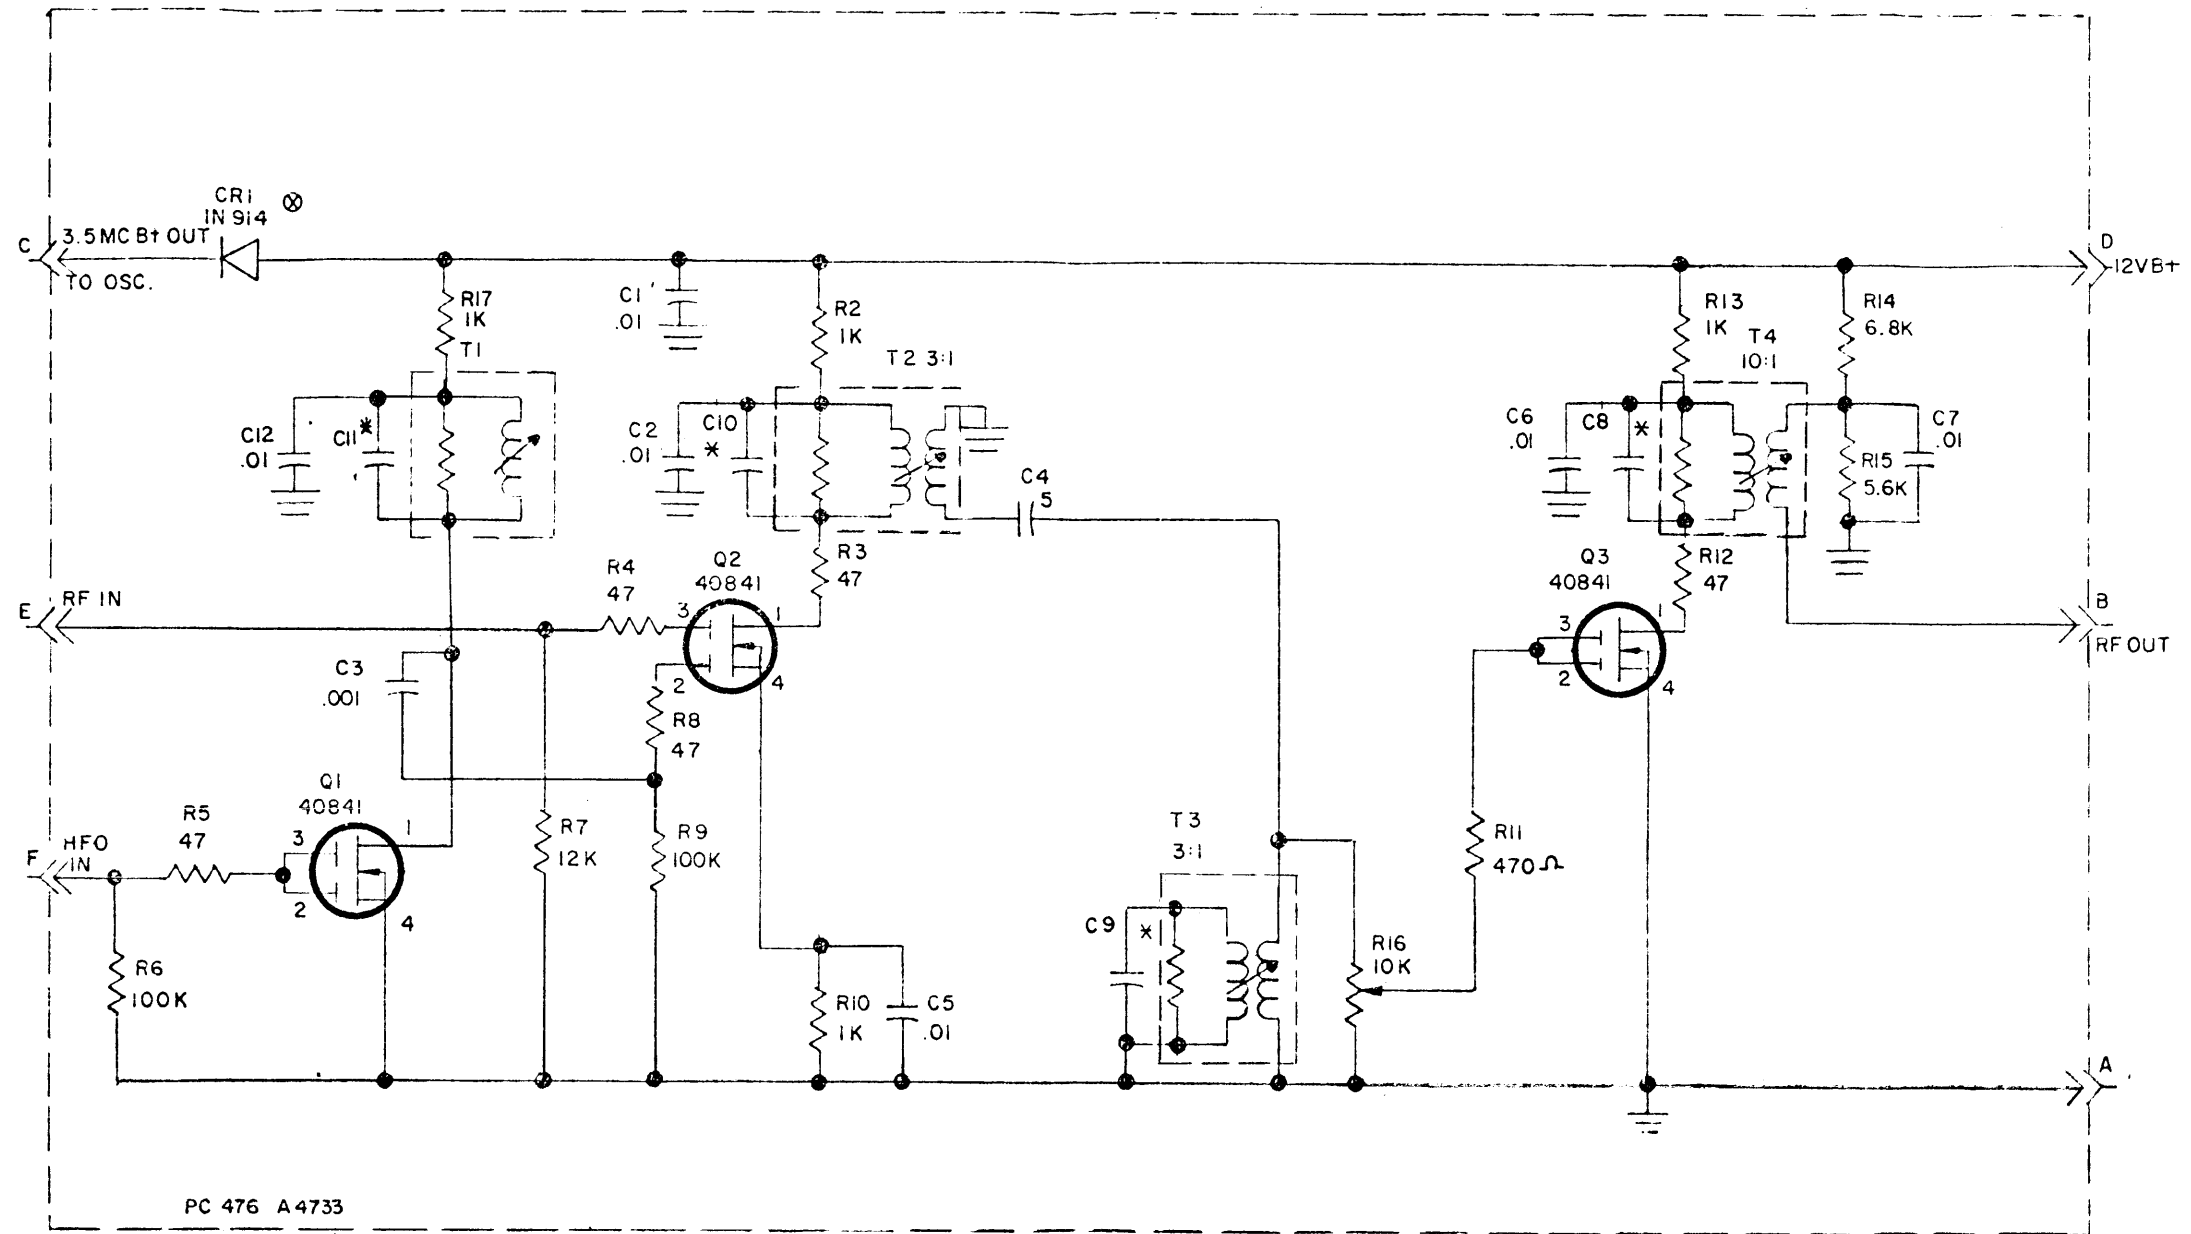 CR1
IN 914
C
3.5 MC B+ OUT
TO OSC.
D
12VB+
R17
1K
T1
C1
.01
R2
1K
T2 3:1
R13
1K
T4
10:1
R14
6.8K
C12
.01
C11
*
C2
.01
C10
*
C4
5
C6
.01
C8
*
C7
.01
R15
5.6K
E
RF IN
R4
47
Q2
40841
3
1
2
4
R3
47
Q3
40841
3
1
2
4
R12
47
B
RF OUT
C3
.001
R8
47
Q1
40841
3
1
2
4
R5
47
F
HFO
IN
R7
12K
R9
100K
T3
3:1
R11
470Ω
R6
100K
R10
1K
C5
.01
C9
*
R16
10K
A
PC 476 A4733